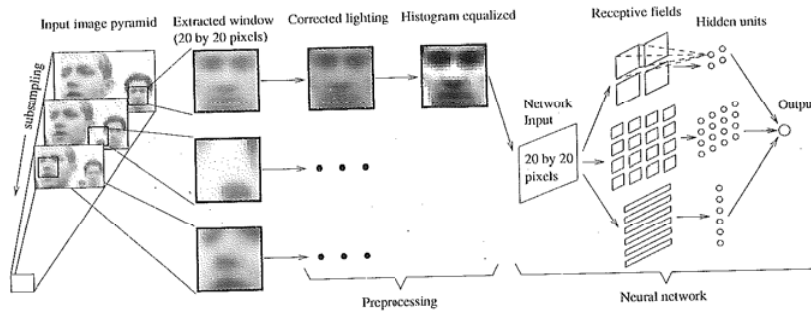 Input image pyramid
Extracted window
(20 by 20 pixels)
Corrected lighting
Histogram equalized
Receptive fields
Hidden units
subsampling
Network
Input
20 by 20
pixels
Output
Preprocessing
Neural network